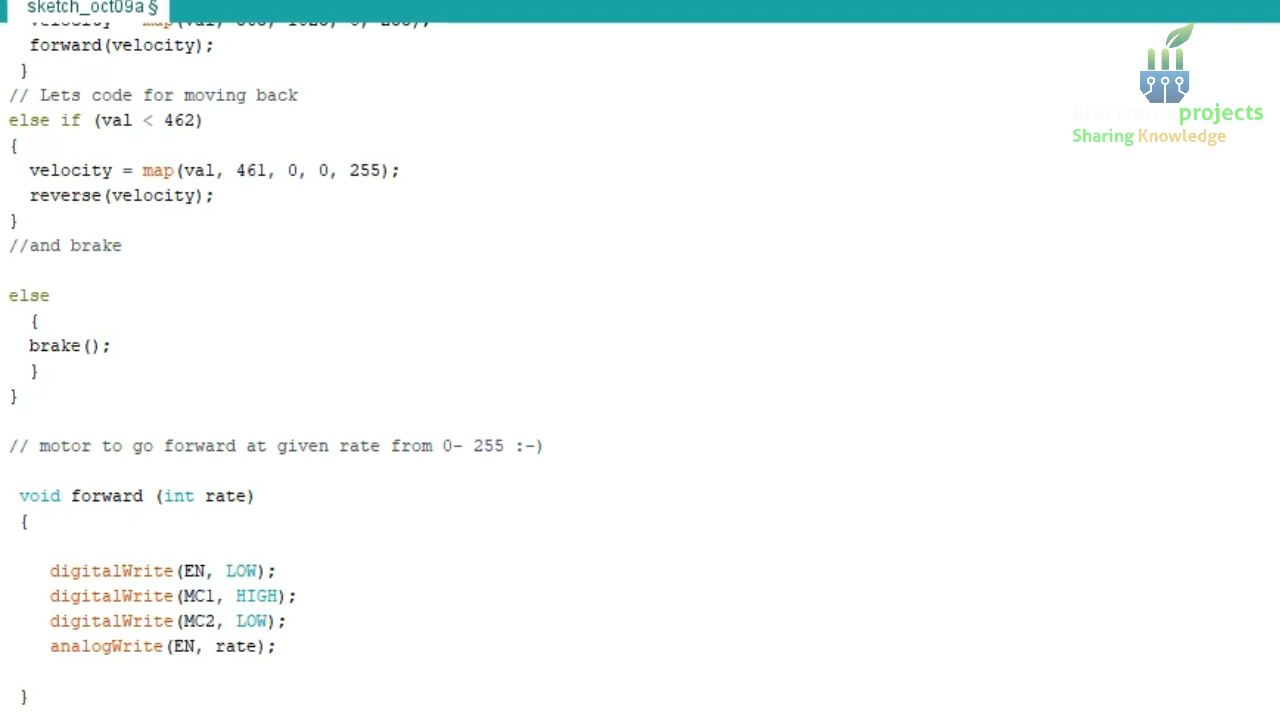 sketch_oct09a §
forward(velocity);
}
// Lets code for moving back
else if (val < 462)
{
velocity = map(val, 461, 0, 0, 255);
reverse(velocity);
}
//and brake
else
{
brake();
}
}
// motor to go forward at given rate from 0- 255 :-)
void forward (int rate)
{
digitalWrite(EN, LOW);
digitalWrite(MC1, HIGH);
digitalWrite(MC2, LOW);
analogWrite(EN, rate);
}
projects
Sharing Knowledge